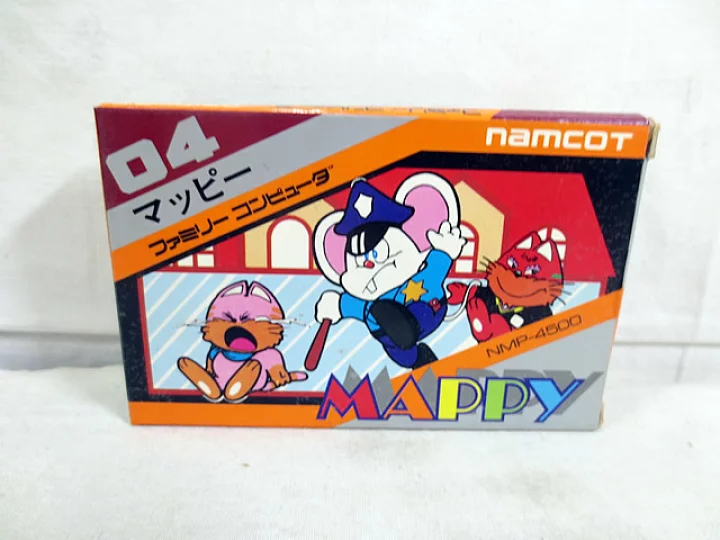 04
namcoT
マッピー
ファミリー コンピュータ
NMP-4500
MAPPY